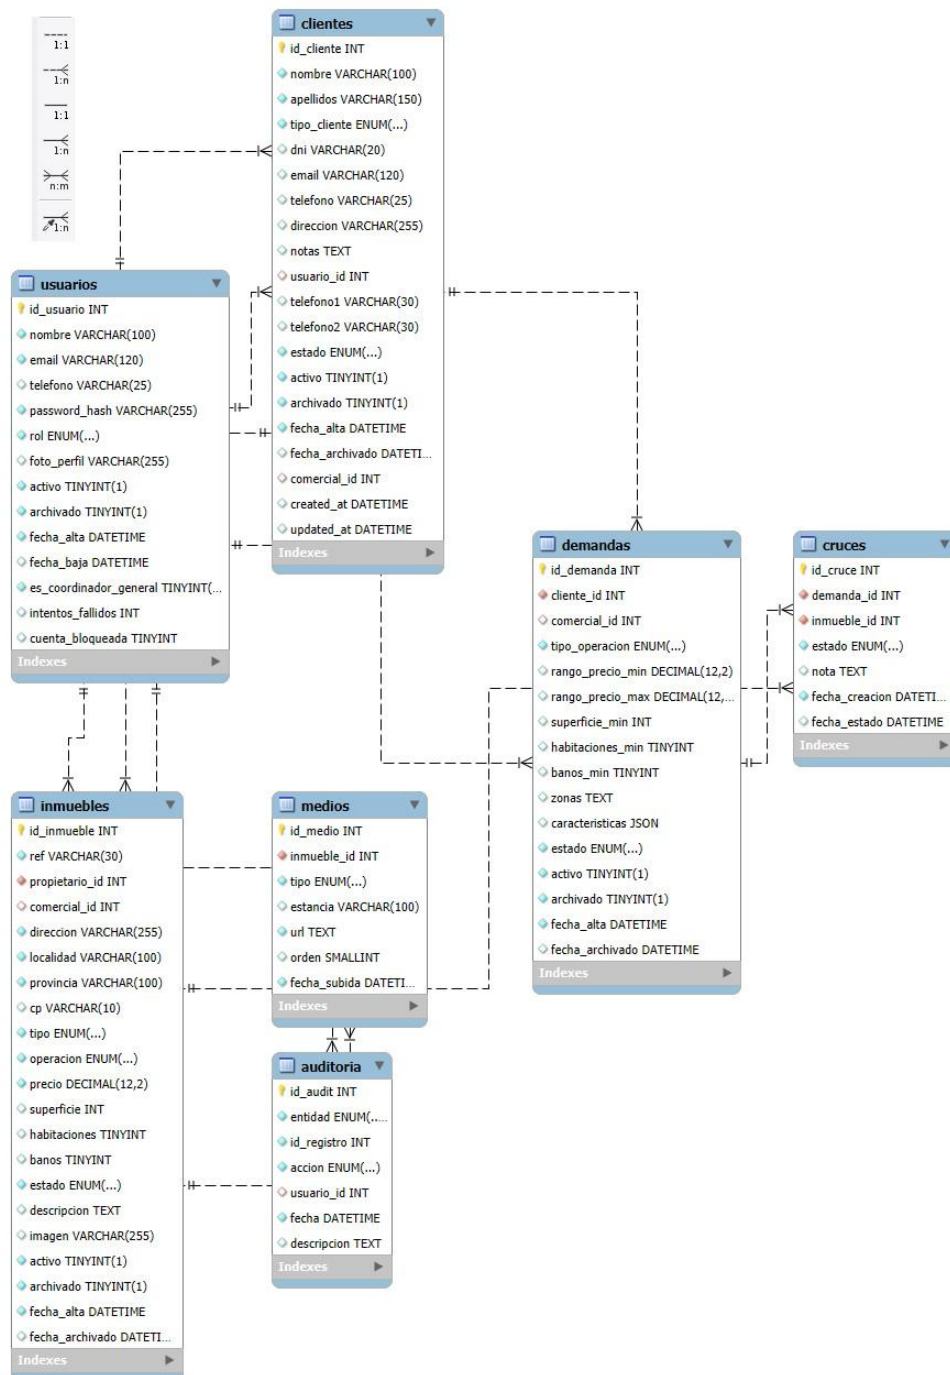 1:1
1:n
1:1
1:n
n:m
1:n
clientes
id_cliente INT
nombre VARCHAR(100)
apellidos VARCHAR(150)
tipo_cliente ENUM(...)
dni VARCHAR(20)
email VARCHAR(120)
telefono VARCHAR(25)
direccion VARCHAR(255)
notas TEXT
usuario_id INT
telefono1 VARCHAR(30)
telefono2 VARCHAR(30)
estado ENUM(...)
activo TINYINT(1)
archivado TINYINT(1)
fecha_alta DATETIME
fecha_archivado DATETI...
comercial_id INT
created_at DATETIME
updated_at DATETIME
Indexes
usuarios
id_usuario INT
nombre VARCHAR(100)
email VARCHAR(120)
telefono VARCHAR(25)
password_hash VARCHAR(255)
rol ENUM(...)
foto_perfil VARCHAR(255)
activo TINYINT(1)
archivado TINYINT(1)
fecha_alta DATETIME
fecha_baja DATETIME
es_coordinador_general TINYINT(...
intentos_fallidos INT
cuenta_bloqueada TINYINT
Indexes
demandas
id_demanda INT
cliente_id INT
comercial_id INT
tipo_operacion ENUM(...)
rango_precio_min DECIMAL(12,2)
rango_precio_max DECIMAL(12,...
superficie_min INT
habitaciones_min TINYINT
banos_min TINYINT
zonas TEXT
caracteristicas JSON
estado ENUM(...)
activo TINYINT(1)
archivado TINYINT(1)
fecha_alta DATETIME
fecha_archivado DATETIME
Indexes
cruces
id_cruce INT
demanda_id INT
inmueble_id INT
estado ENUM(...)
nota TEXT
fecha_creacion DATETI...
fecha_estado DATETIME
Indexes
inmuebles
id_inmueble INT
ref VARCHAR(30)
propietario_id INT
comercial_id INT
direccion VARCHAR(255)
localidad VARCHAR(100)
provincia VARCHAR(100)
cp VARCHAR(10)
tipo ENUM(...)
operacion ENUM(...)
precio DECIMAL(12,2)
superficie INT
habitaciones TINYINT
banos TINYINT
estado ENUM(...)
descripcion TEXT
imagen VARCHAR(255)
activo TINYINT(1)
archivado TINYINT(1)
fecha_alta DATETIME
fecha_archivado DATETI...
Indexes
medios
id_medio INT
inmueble_id INT
tipo ENUM(...)
estancia VARCHAR(100)
url TEXT
orden SMALLINT
fecha_subida DATETI...
Indexes
auditoria
id_audit INT
entidad ENUM(...
id_registro INT
accion ENUM(...)
usuario_id INT
fecha DATETIME
descripcion TEXT
Indexes